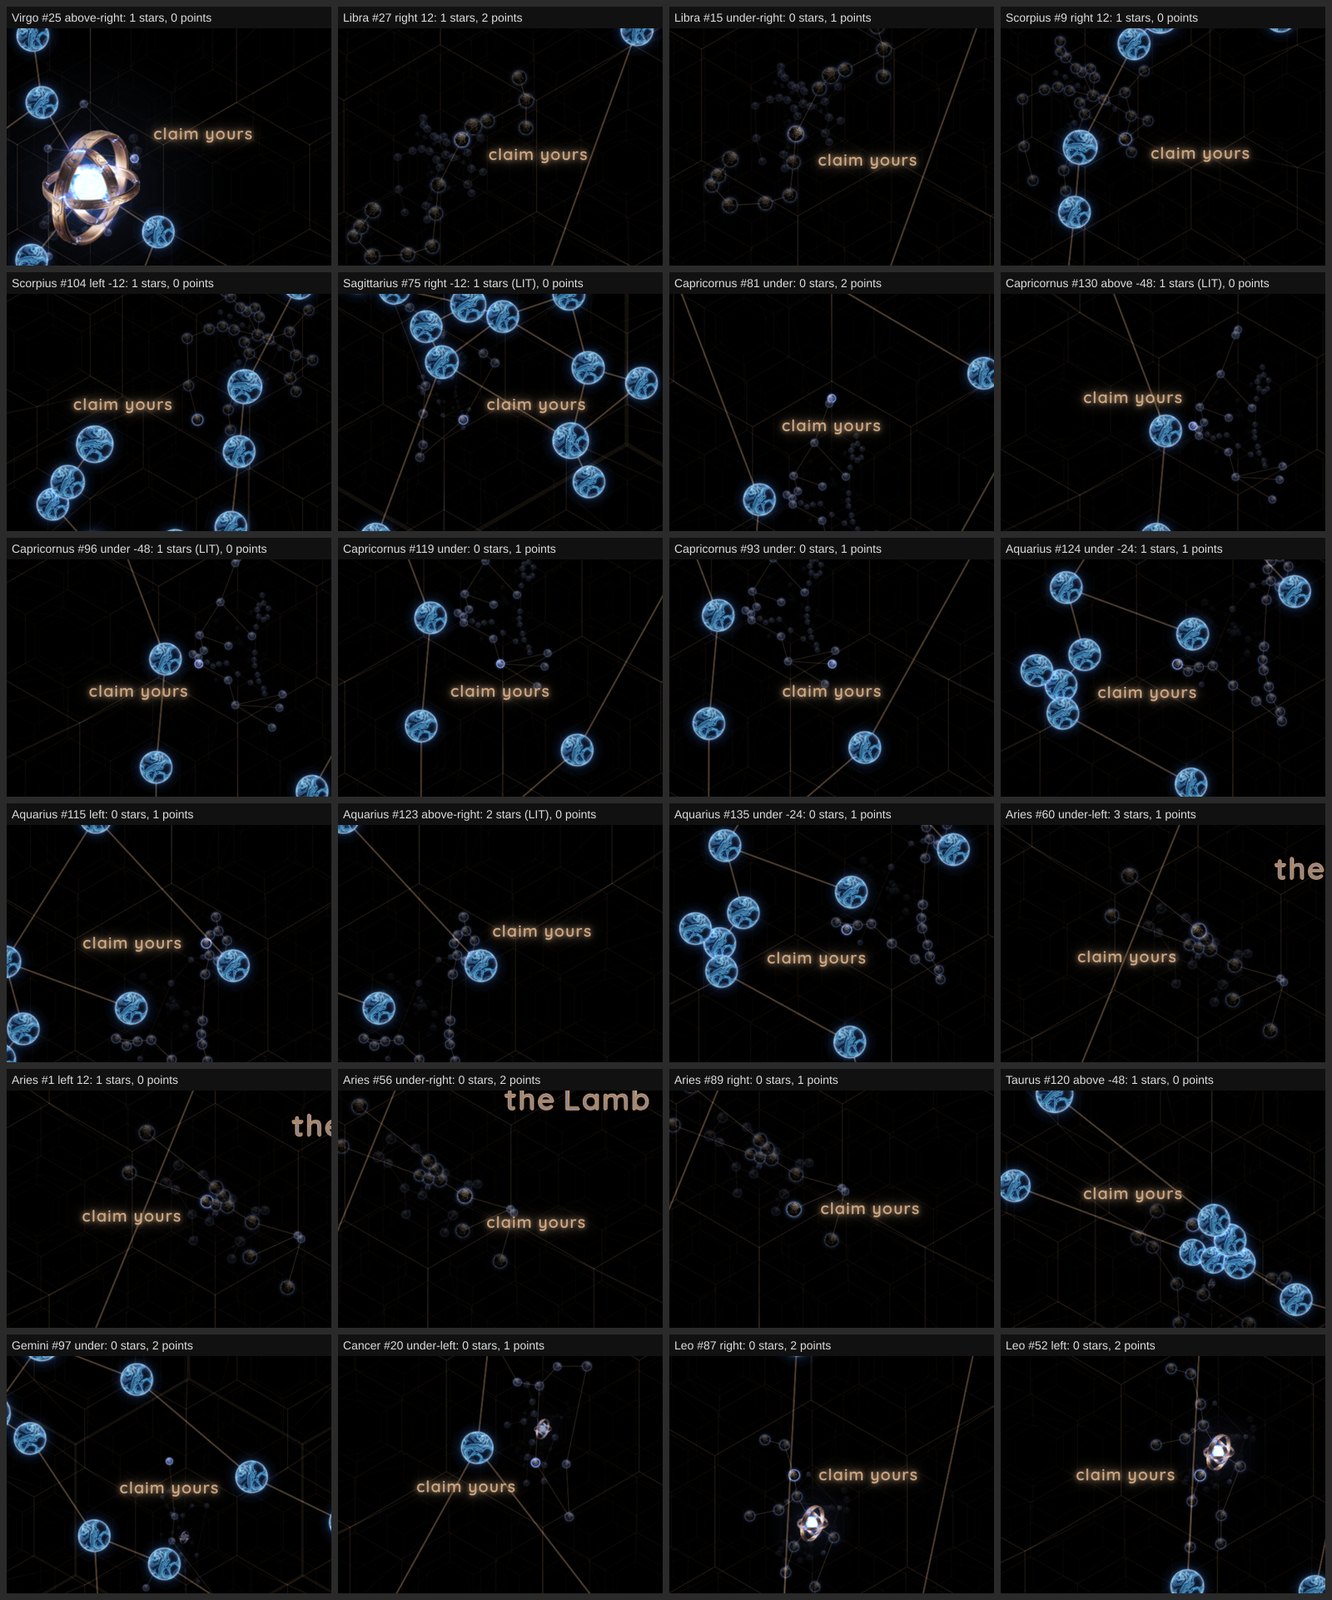 Virgo #25 above-right: 1 stars, 0 points
Libra #27 right 12: 1 stars, 2 points
Libra #15 under-right: 0 stars, 1 points
Scorpius #9 right 12: 1 stars, 0 points
claim yours
claim yours
claim yours
claim yours
Scorpius #104 left -12: 1 stars, 0 points
Sagittarius #75 right -12: 1 stars (LIT), 0 points
Capricornus #81 under: 0 stars, 2 points
Capricornus #130 above -48: 1 stars (LIT), 0 points
claim yours
claim yours
claim yours
claim yours
Capricornus #96 under -48: 1 stars (LIT), 0 points
Capricornus #119 under: 0 stars, 1 points
Capricornus #93 under: 0 stars, 1 points
Aquarius #124 under -24: 1 stars, 1 points
claim yours
claim yours
claim yours
claim yours
Aquarius #115 left: 0 stars, 1 points
Aquarius #123 above-right: 2 stars (LIT), 0 points
Aquarius #135 under -24: 0 stars, 1 points
Aries #60 under-left: 3 stars, 1 points
the
claim yours
claim yours
claim yours
claim yours
Aries #1 left 12: 1 stars, 0 points
Aries #56 under-right: 0 stars, 2 points
Aries #89 right: 0 stars, 1 points
Taurus #120 above -48: 1 stars, 0 points
the
the Lamb
claim yours
claim yours
claim yours
claim yours
Gemini #97 under: 0 stars, 2 points
Cancer #20 under-left: 0 stars, 1 points
Leo #87 right: 0 stars, 2 points
Leo #52 left: 0 stars, 2 points
claim yours
claim yours
claim yours
claim yours